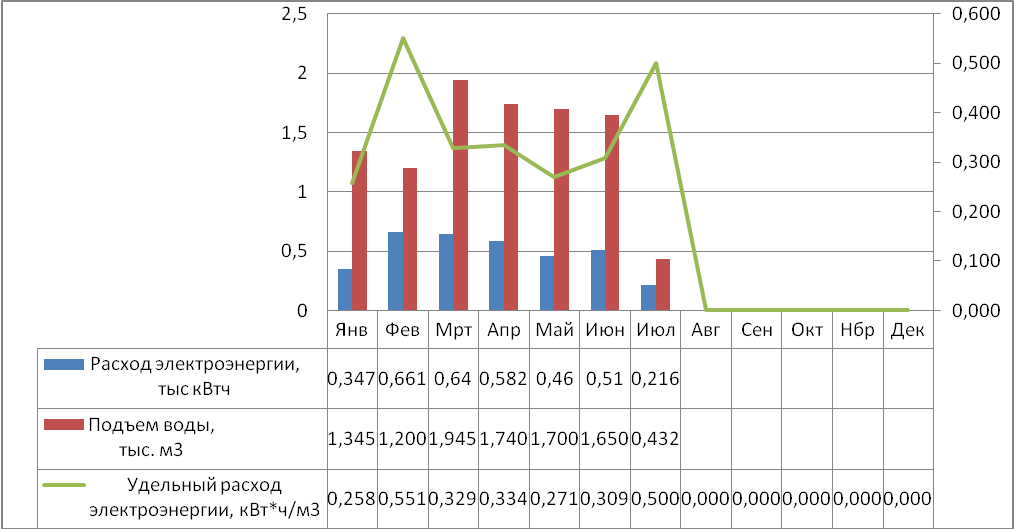 2,5
2
1,5
1
0,5
0
0,600
0,500
0,400
0,300
0,200
0,100
0,000
Янв Фев Мрт Апр Май Июн Июл Авг Сен Окт Нбр Дек
Расход электроэнергии,
тыс кВтч
0,347 0,661 0,64 0,582 0,46 0,51 0,216
Подъем воды,
тыс. м3
1,345 1,200 1,945 1,740 1,700 1,650 0,432
Удельный расход
электроэнергии, кВт*ч/м3
0,258 0,551 0,329 0,334 0,271 0,309 0,500 0,000 0,000 0,000 0,000 0,000